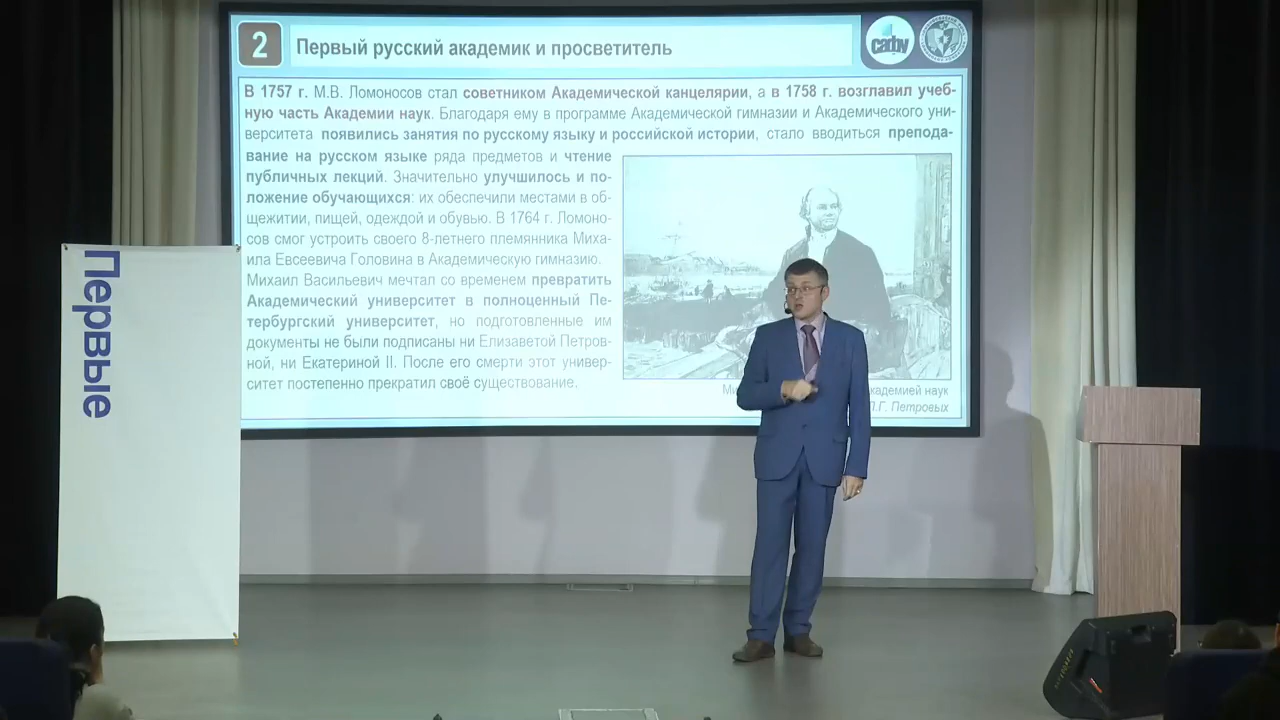 2
Первый русский академик и просветитель
сафу
В 1757 г. М.В. Ломоносов стал советником Академической канцелярии, а в 1758 г. возглавил учеб-
ную часть Академии наук. Благодаря ему в программе Академической гимназии и Академического уни-
верситета появились занятия по русскому языку и российской истории, стало вводиться препода-
вание на русском языке ряда предметов и чтение
публичных лекций. Значительно улучшилось и по-
ложение обучающихся: их обеспечили местами в об-
щежитии, пищей, одеждой и обувью. В 1764 г. Ломоно-
сов смог устроить своего 8-летнего племянника Миха-
ила Евсеевича Головина в Академическую гимназию.
Михаил Васильевич мечтал со временем превратить
Академический университет в полноценный Пе-
тербургский университет, но подготовленные им
документы не были подписаны ни Елизаветой Петров-
ной, ни Екатериной II. После его смерти этот универ-
ситет постепенно прекратил своё существование.
академией наук
Л.Г. Петровых
Первые